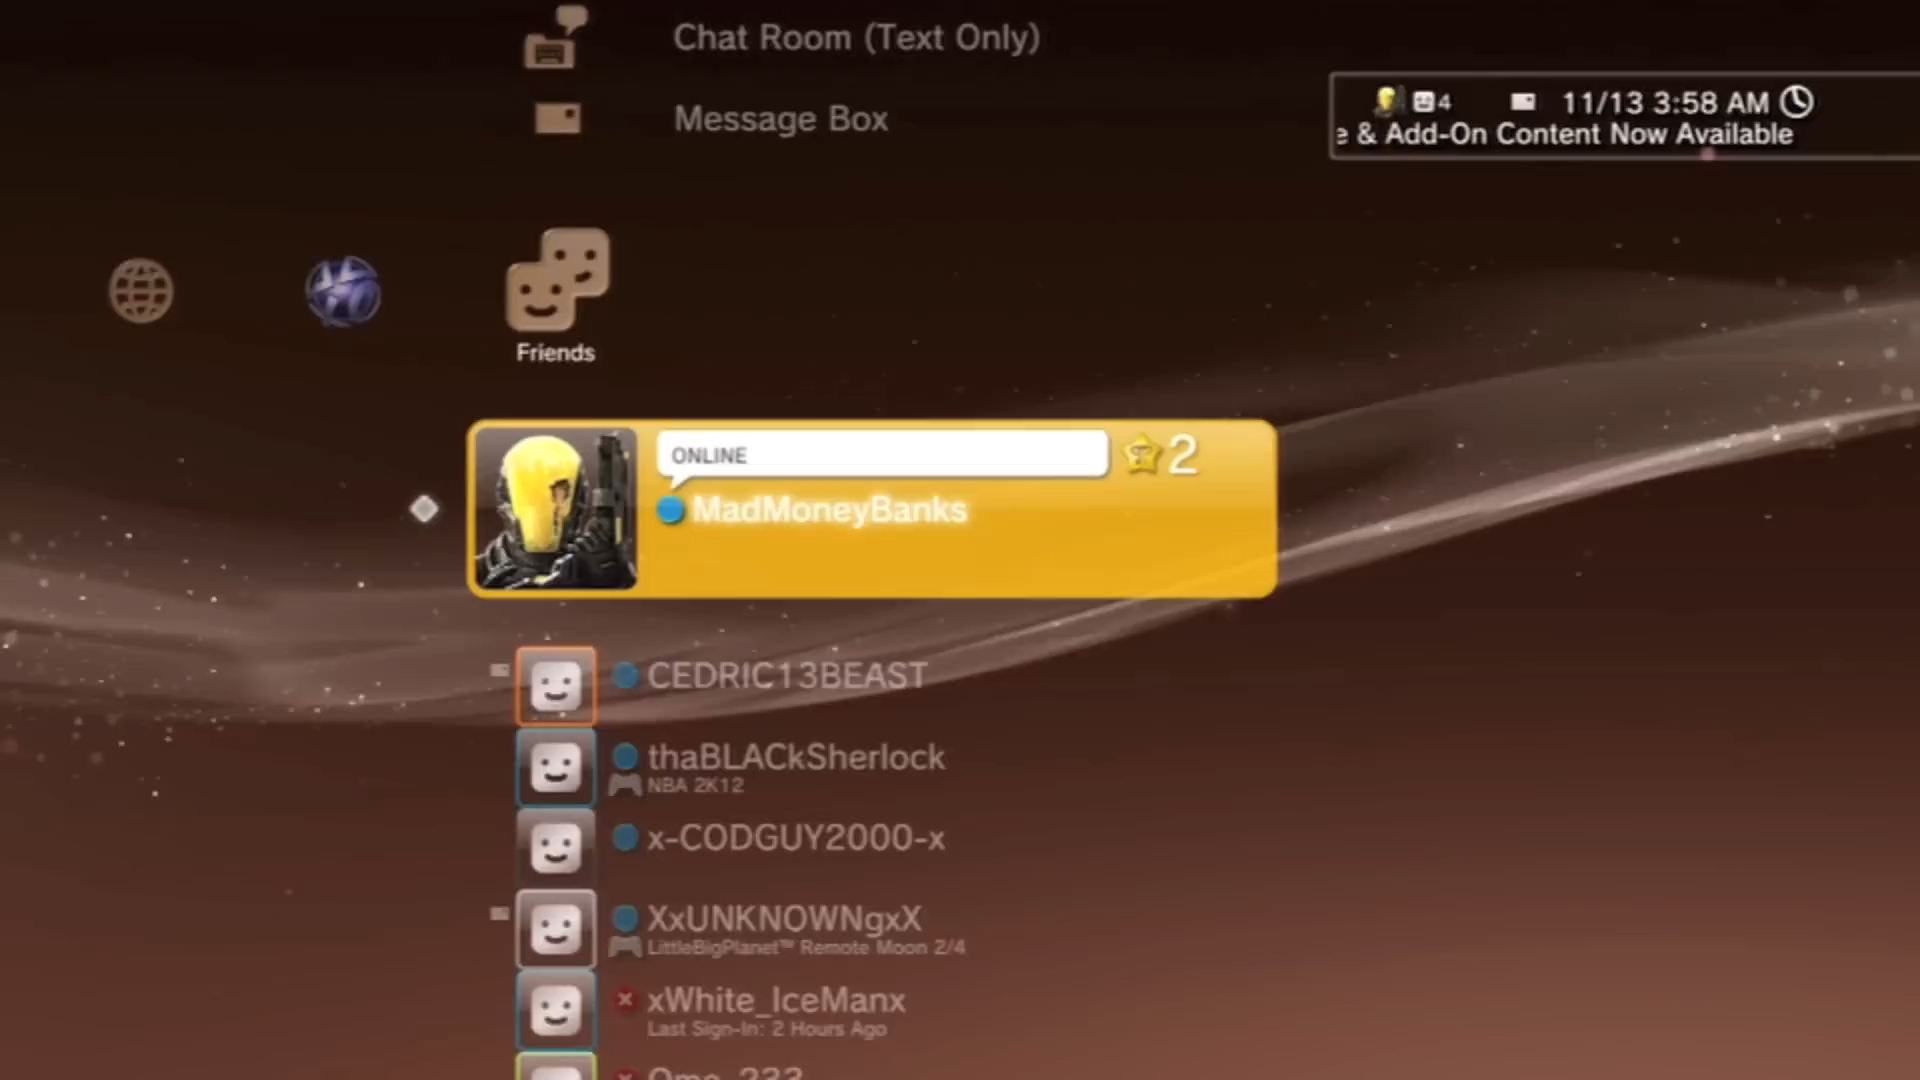 Chat Room (Text Only)
Message Box
4 11/13 3:58 AM
e & Add-On Content Now Available
Friends
ONLINE
2
MadMoneyBanks
CEDRIC13BEAST
thaBLACkSherlock
NBA 2K12
x-CODGUY2000-x
XxUNKNOWNgxX
LittleBigPlanet™ Remote Moon 2/4
xWhite_IceManx
Last Sign-In: 2 Hours Ago